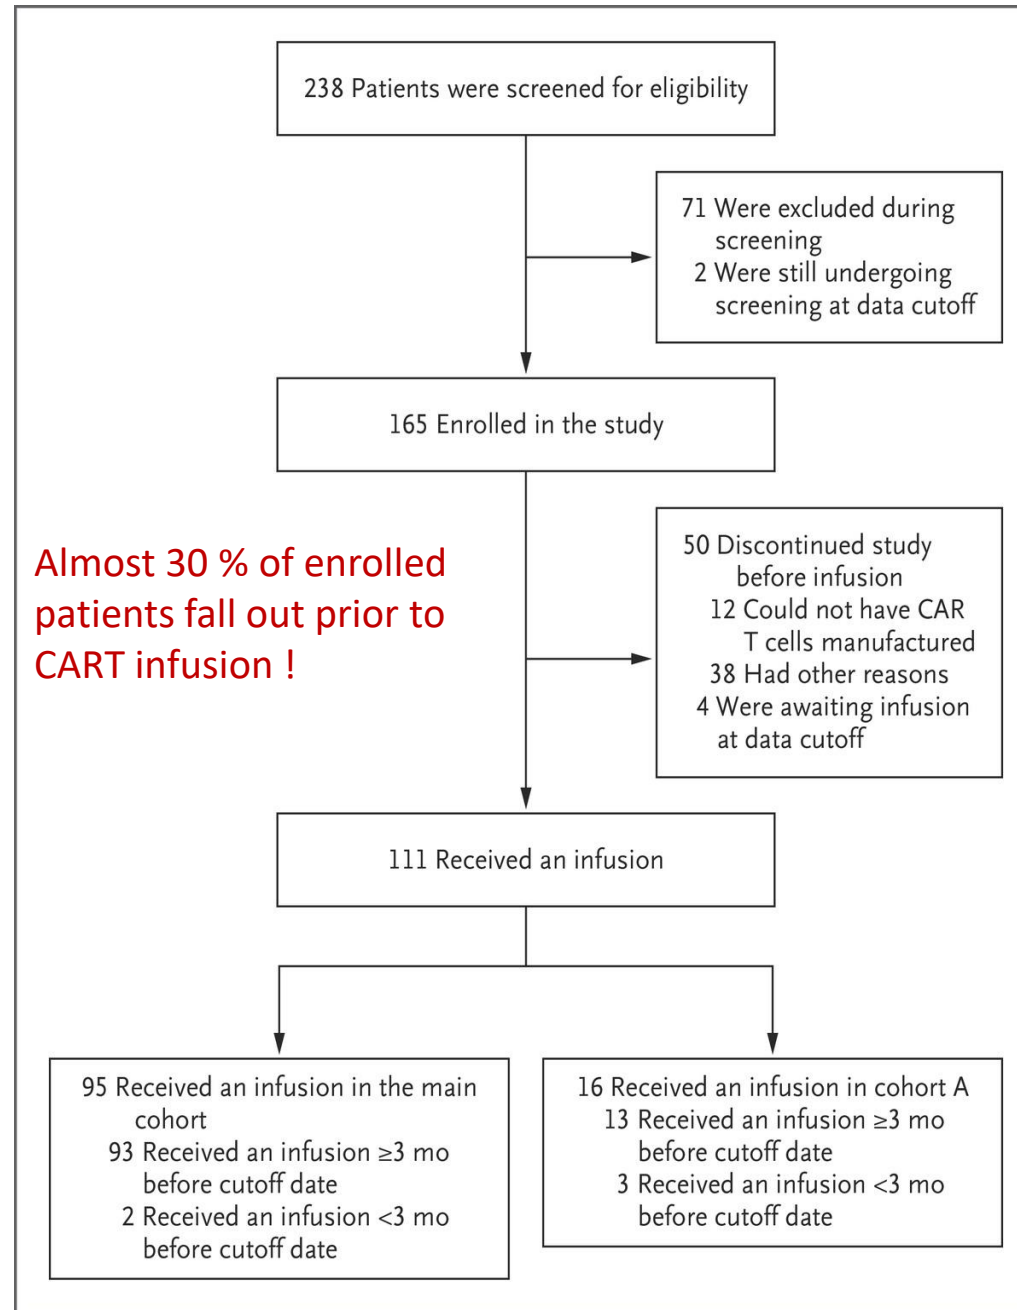 238 Patients were screened for eligibility
71 Were excluded during
screening
2 Were still undergoing
screening at data cutoff
165 Enrolled in the study
Almost 30 % of enrolled
patients fall out prior to
CART infusion !
50 Discontinued study
before infusion
12 Could not have CAR
T cells manufactured
38 Had other reasons
4 Were awaiting infusion
at data cutoff
111 Received an infusion
95 Received an infusion in the main
cohort
93 Received an infusion ≥3 mo
before cutoff date
2 Received an infusion <3 mo
before cutoff date
16 Received an infusion in cohort A
13 Received an infusion ≥3 mo
before cutoff date
3 Received an infusion <3 mo
before cutoff date